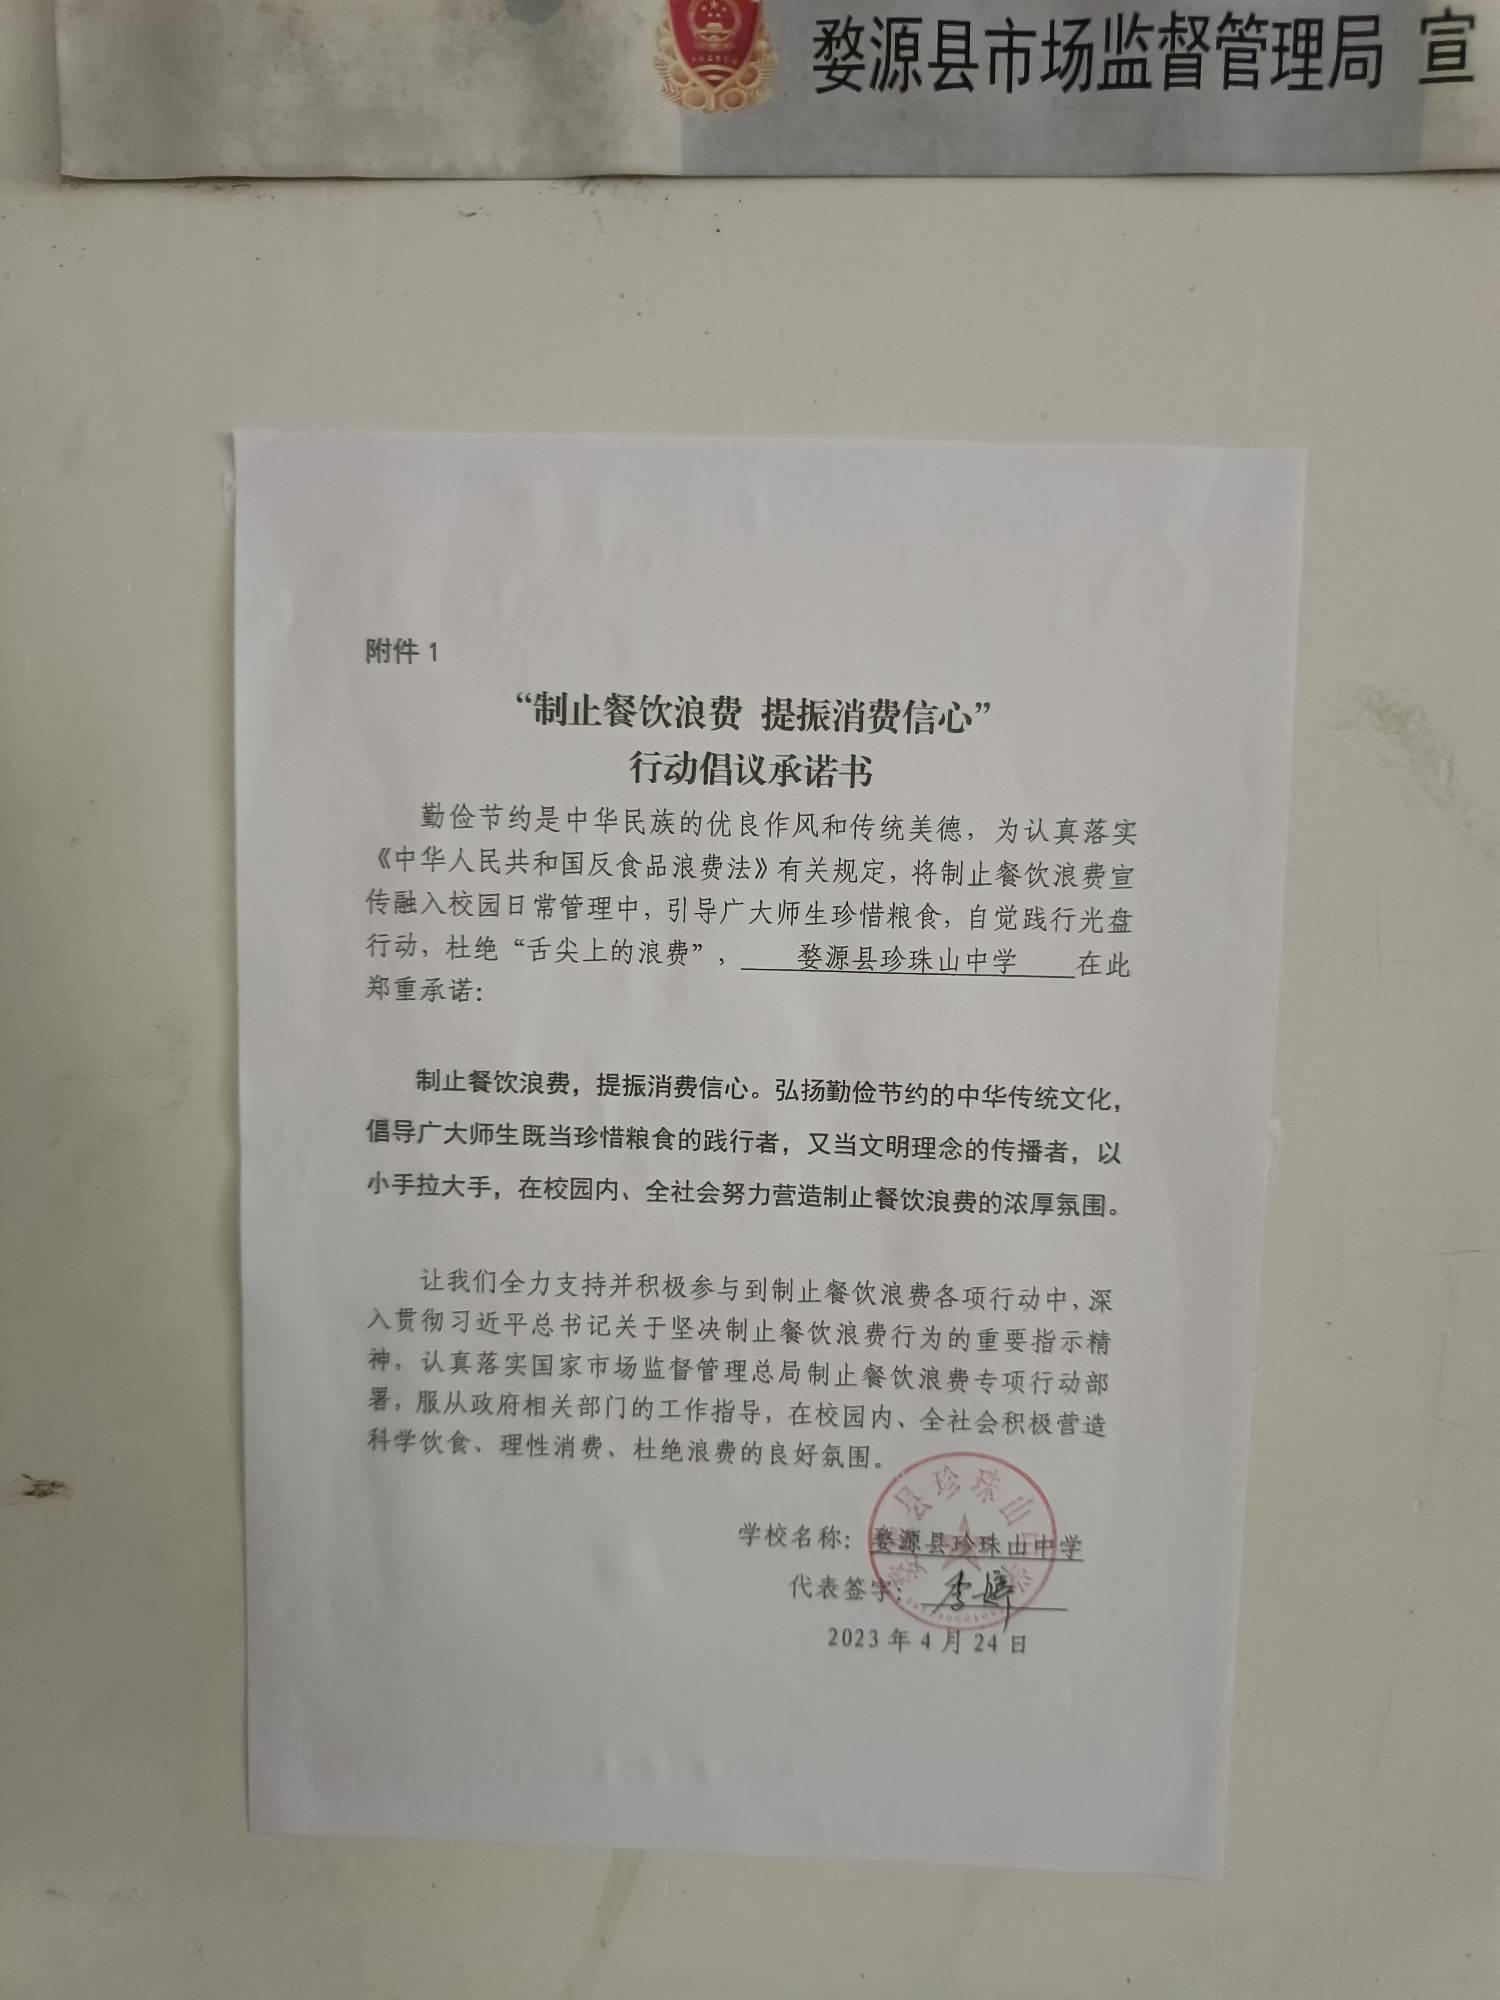 婺源县市场监督管理局 宣
附件1
“制止餐饮浪费 提振消费信心”
行动倡议承诺书
勤俭节约是中华民族的优良作风和传统美德，为认真落实
《中华人民共和国反食品浪费法》有关规定，将制止餐饮浪费宣
传融入校园日常管理中，引导广大师生珍惜粮食，自觉践行光盘
行动，杜绝“舌尖上的浪费”，婺源县珍珠山中学在此
郑重承诺：
制止餐饮浪费，提振消费信心。弘扬勤俭节约的中华传统文化，
倡导广大师生既当珍惜粮食的践行者，又当文明理念的传播者，以
小手拉大手，在校园内、全社会努力营造制止餐饮浪费的浓厚氛围。
让我们全力支持并积极参与到制止餐饮浪费各项行动中，深
入贯彻习近平总书记关于坚决制止餐饮浪费行为的重要指示精
神，认真落实国家市场监督管理总局制止餐饮浪费专项行动部
署，服从政府相关部门的工作指导，在校园内、全社会积极营造
科学饮食、理性消费、杜绝浪费的良好氛围。
学校名称：婺源县珍珠山中学
代表签字：
2023年4月24日